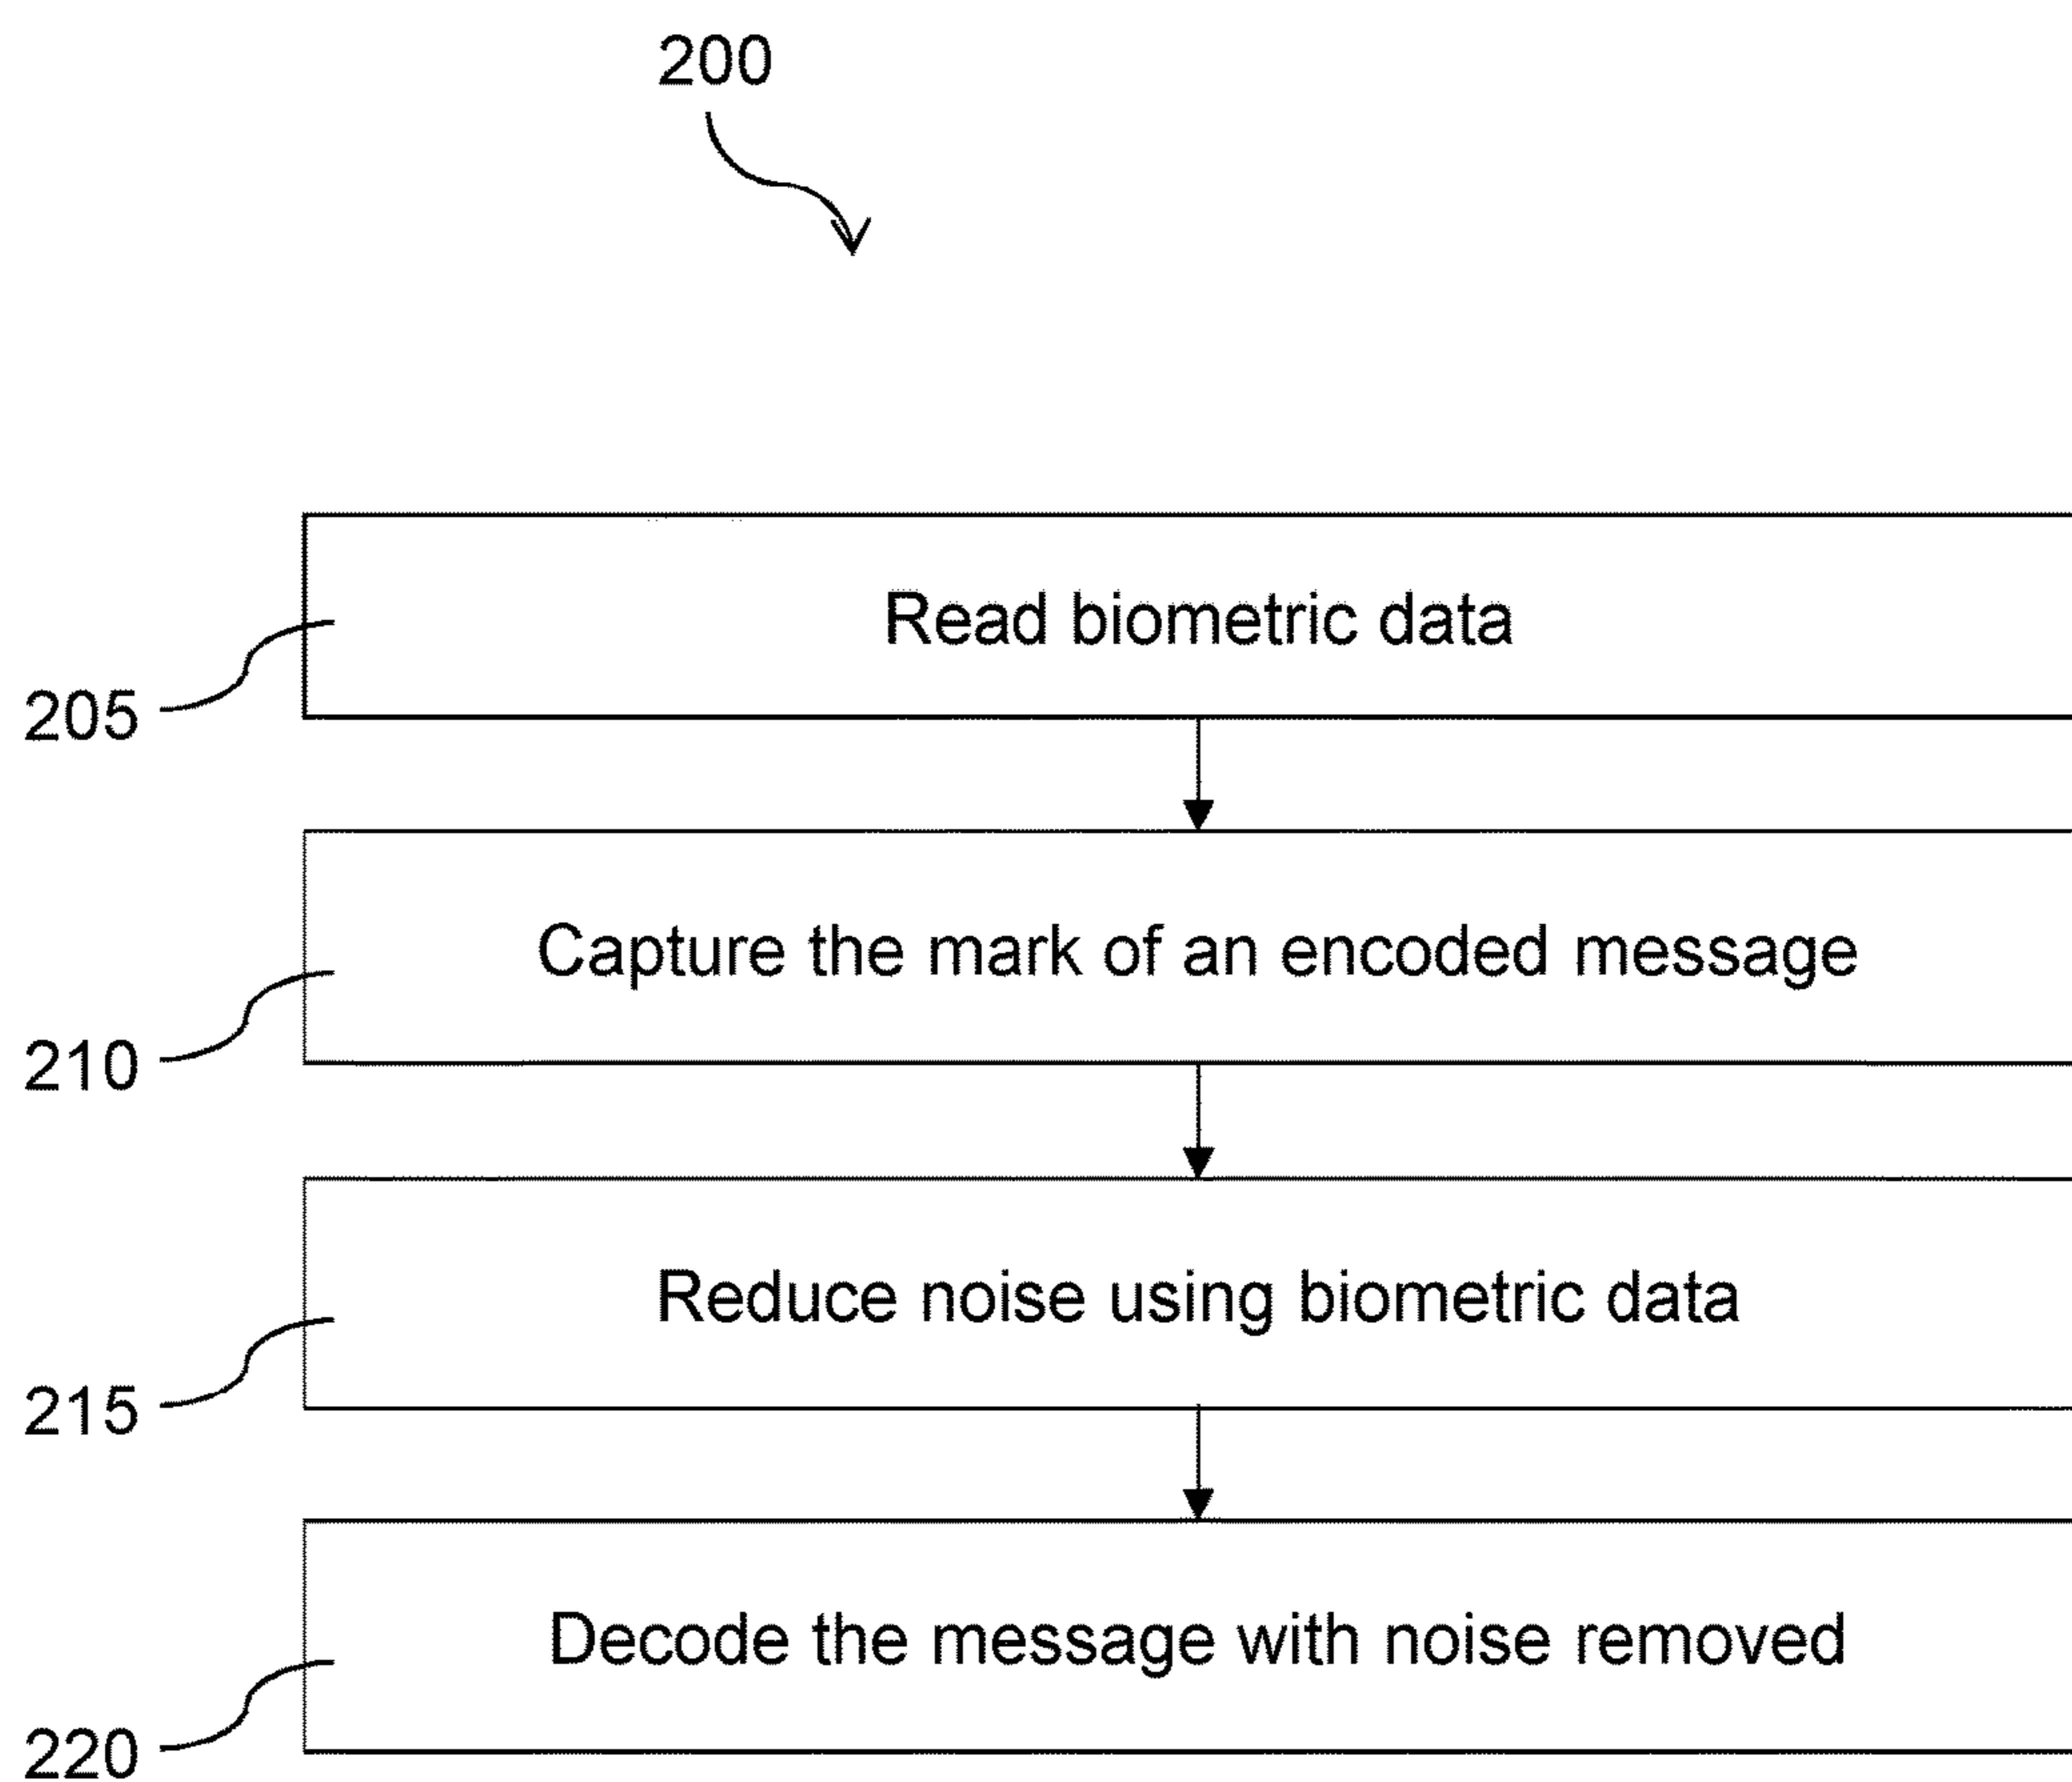 200
Read biometric data
205
Capture the mark of an encoded message
210
Reduce noise using biometric data
215
Decode the message with noise removed
220